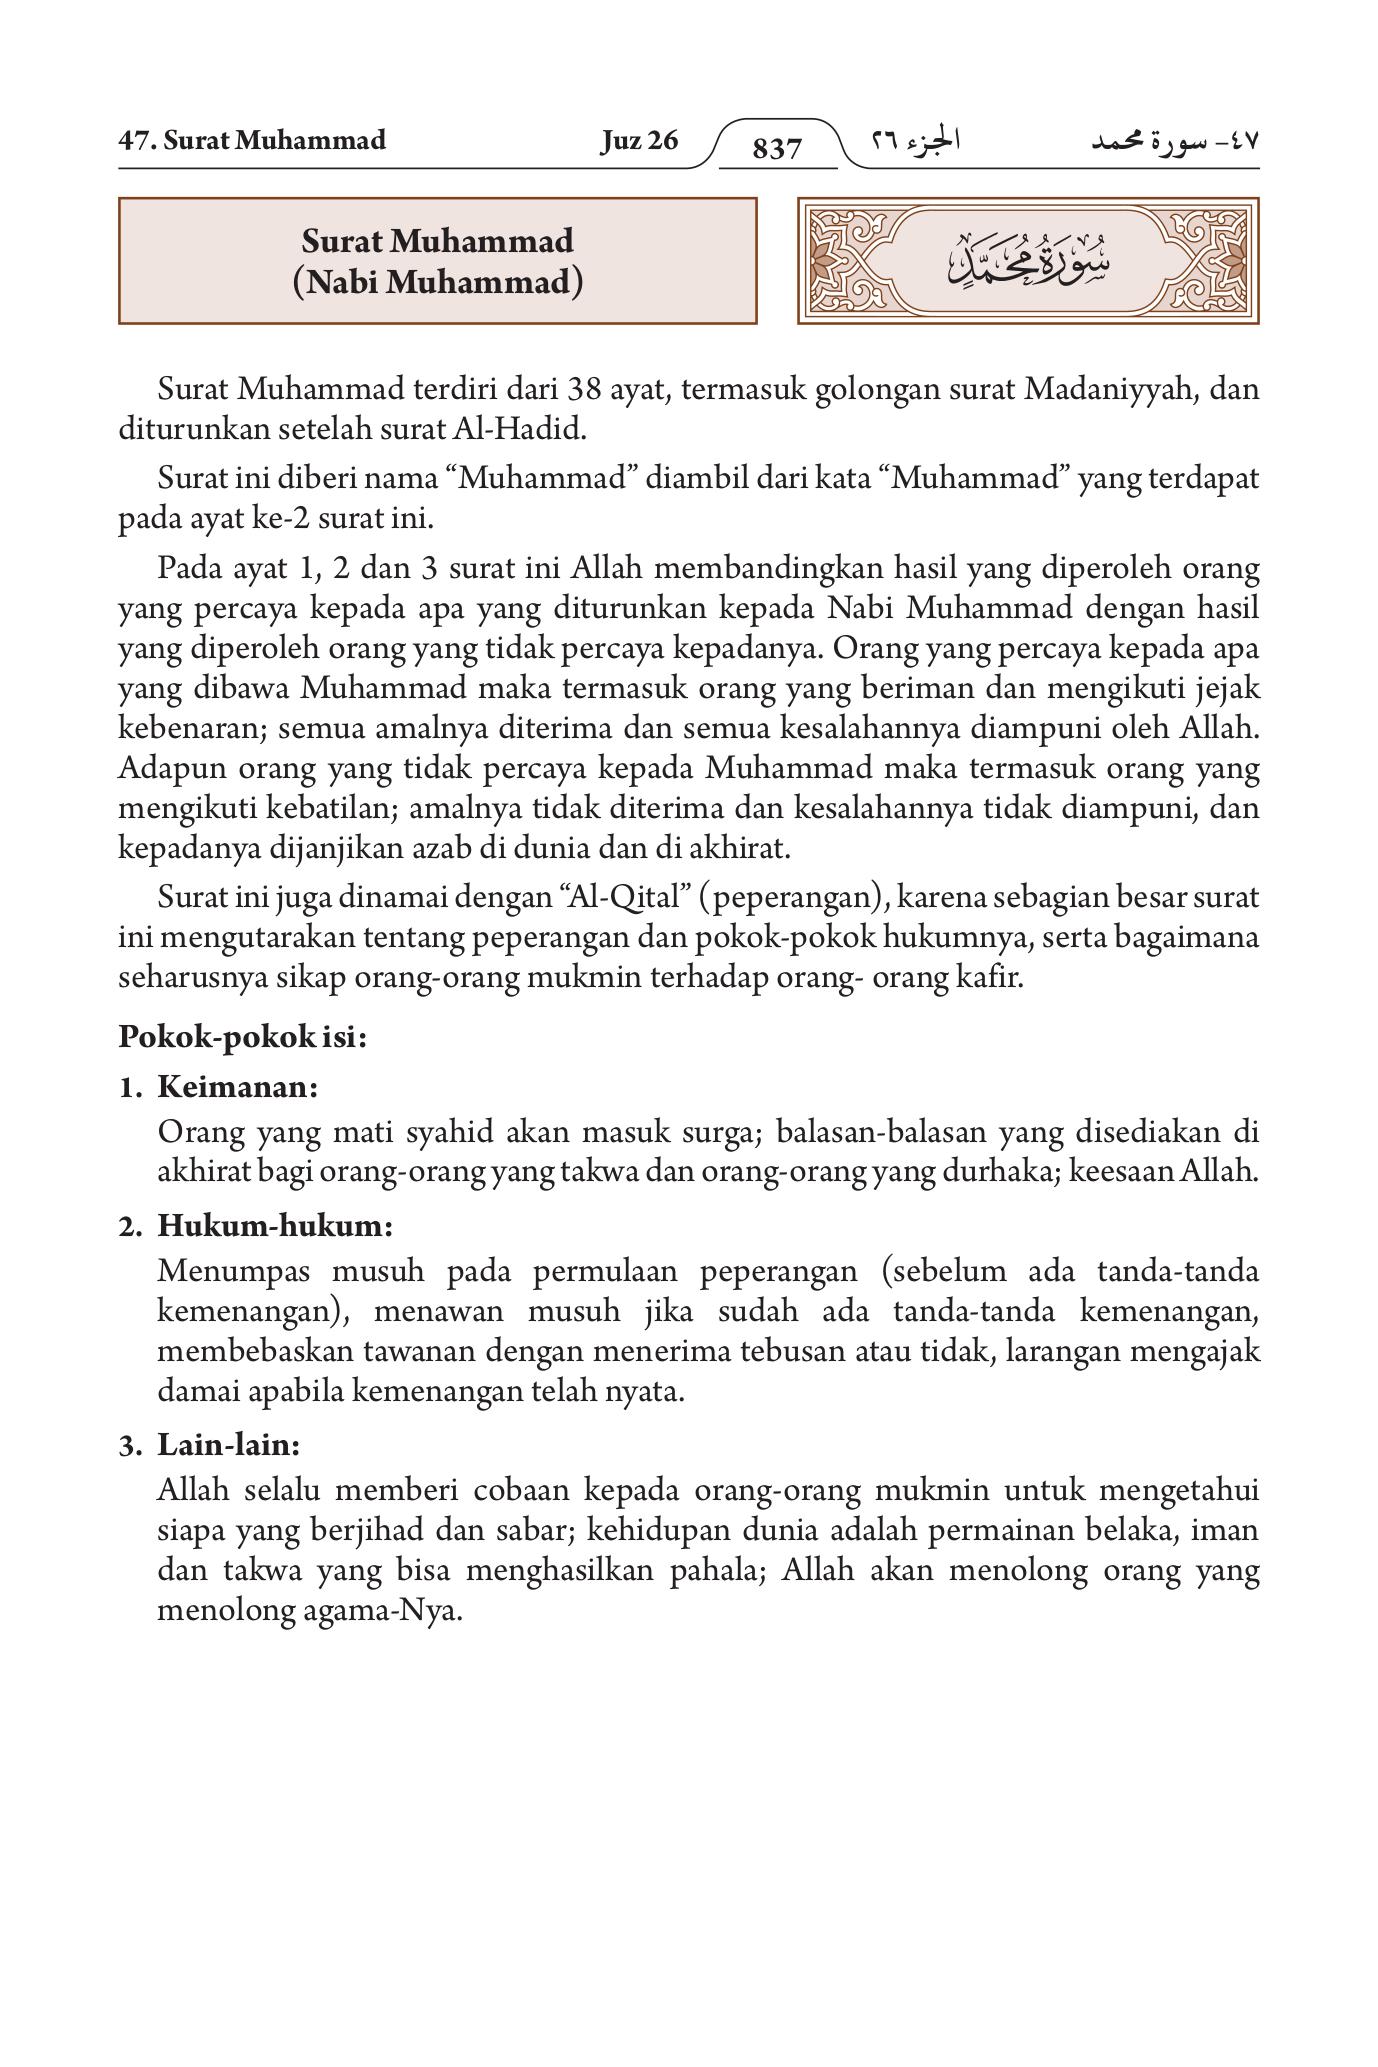 47. Surat Muhammad Juz 26 837 الجزء ٢٦ ٤٧- سورة محمد
Surat Muhammad
(Nabi Muhammad)
سُوۡرَةُ مُحَمَّدٍ
Surat Muhammad terdiri dari 38 ayat, termasuk golongan surat Madaniyyah, dan
diturunkan setelah surat Al-Hadid.
Surat ini diberi nama “Muhammad” diambil dari kata “Muhammad” yang terdapat
pada ayat ke-2 surat ini.
Pada ayat 1, 2 dan 3 surat ini Allah membandingkan hasil yang diperoleh orang
yang percaya kepada apa yang diturunkan kepada Nabi Muhammad dengan hasil
yang diperoleh orang yang tidak percaya kepadanya. Orang yang percaya kepada apa
yang dibawa Muhammad maka termasuk orang yang beriman dan mengikuti jejak
kebenaran; semua amalnya diterima dan semua kesalahannya diampuni oleh Allah.
Adapun orang yang tidak percaya kepada Muhammad maka termasuk orang yang
mengikuti kebatilan; amalnya tidak diterima dan kesalahannya tidak diampuni, dan
kepadanya dijanjikan azab di dunia dan di akhirat.
Surat ini juga dinamai dengan “Al-Qital” (peperangan), karena sebagian besar surat
ini mengutarakan tentang peperangan dan pokok-pokok hukumnya, serta bagaimana
seharusnya sikap orang-orang mukmin terhadap orang- orang kafir.
Pokok-pokok isi:
1. Keimanan:
Orang yang mati syahid akan masuk surga; balasan-balasan yang disediakan di
akhirat bagi orang-orang yang takwa dan orang-orang yang durhaka; keesaan Allah.
2. Hukum-hukum:
Menumpas musuh pada permulaan peperangan (sebelum ada tanda-tanda
kemenangan), menawan musuh jika sudah ada tanda-tanda kemenangan,
membebaskan tawanan dengan menerima tebusan atau tidak, larangan mengajak
damai apabila kemenangan telah nyata.
3. Lain-lain:
Allah selalu memberi cobaan kepada orang-orang mukmin untuk mengetahui
siapa yang berjihad dan sabar; kehidupan dunia adalah permainan belaka, iman
dan takwa yang bisa menghasilkan pahala; Allah akan menolong orang yang
menolong agama-Nya.